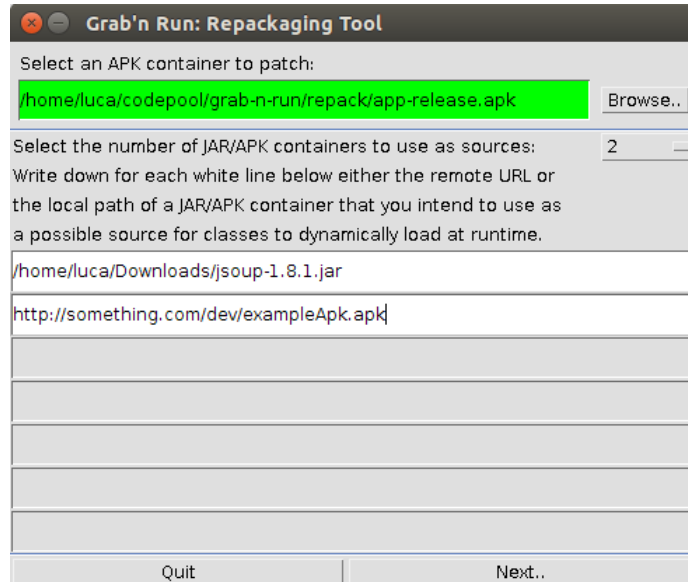 Grab'n Run: Repackaging Tool
Select an APK container to patch:
/home/luca/codepool/grab-n-run/repack/app-release.apk
Browse..
Select the number of JAR/APK containers to use as sources:
2
Write down for each white line below either the remote URL or
the local path of a JAR/APK container that you intend to use as
a possible source for classes to dynamically load at runtime.
/home/luca/Downloads/jsoup-1.8.1.jar
http://something.com/dev/exampleApk.apk
Quit
Next..